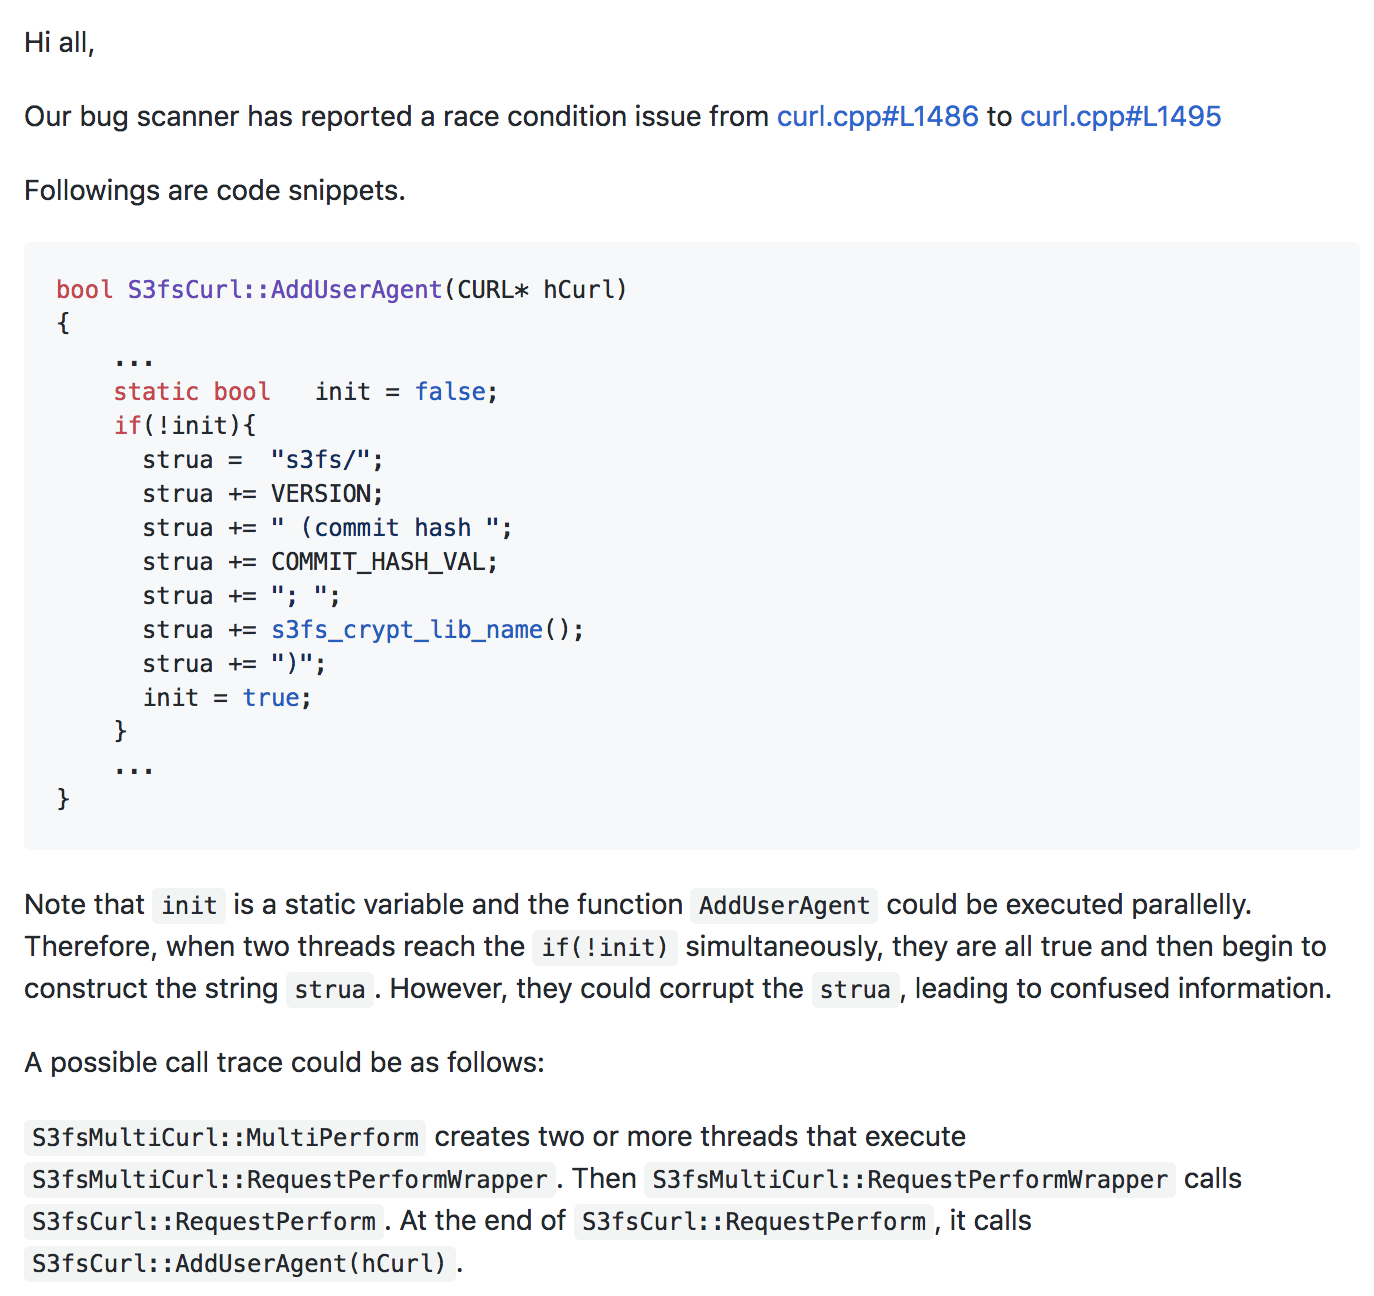 Hi all,
Our bug scanner has reported a race condition issue from curl.cpp#L1486 to curl.cpp#L1495
Followings are code snippets.
bool S3fsCurl::AddUserAgent(CURL* hCurl)
{
    ...
    static bool   init = false;
    if(!init){
      strua =  "s3fs/";
      strua += VERSION;
      strua += " (commit hash ";
      strua += COMMIT_HASH_VAL;
      strua += "; ";
      strua += s3fs_crypt_lib_name();
      strua += ")";
      init = true;
    }
    ...
}
Note that init is a static variable and the function AddUserAgent could be executed parallelly.
Therefore, when two threads reach the if(!init) simultaneously, they are all true and then begin to
construct the string strua. However, they could corrupt the strua, leading to confused information.
A possible call trace could be as follows:
S3fsMultiCurl::MultiPerform creates two or more threads that execute
S3fsMultiCurl::RequestPerformWrapper. Then S3fsMultiCurl::RequestPerformWrapper calls
S3fsCurl::RequestPerform. At the end of S3fsCurl::RequestPerform, it calls
S3fsCurl::AddUserAgent(hCurl).